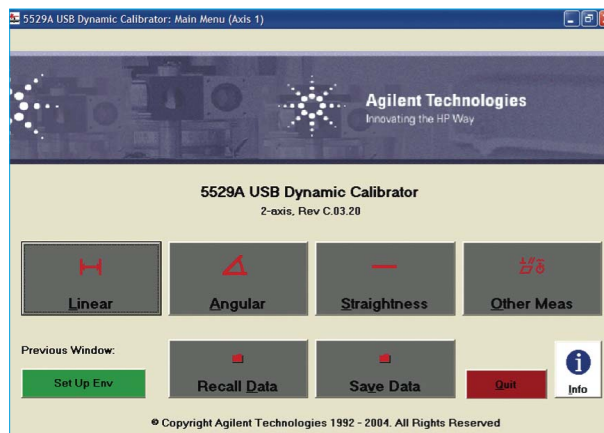 5529A USB Dynamic Calibrator: Main Menu (Axis 1)
Agilent Technologies
Innovating the HP Way
5529A USB Dynamic Calibrator
2-axis, Rev C.03.20
Linear
Angular
Straightness
Other Meas
Previous Window:
Set Up Env
Recall Data
Save Data
Quit
Info
© Copyright Agilent Technologies 1992 - 2004. All Rights Reserved